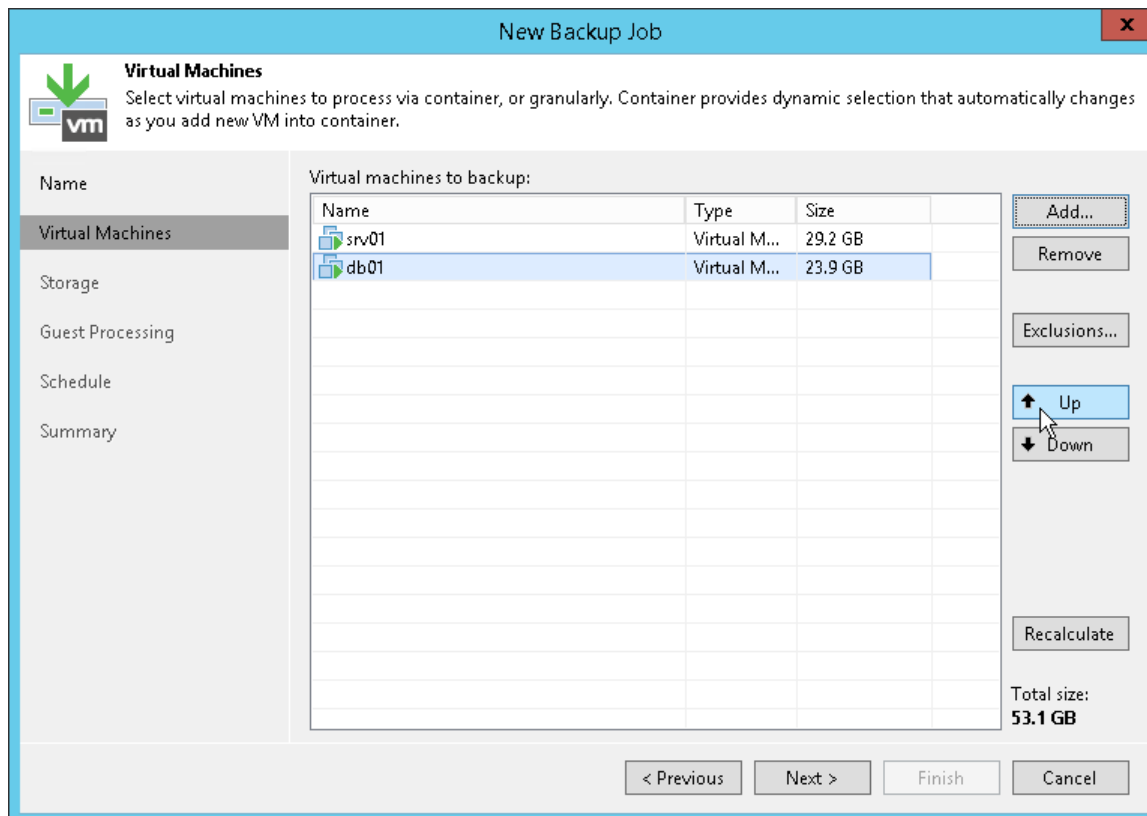 New Backup Job
x
Virtual Machines
Select virtual machines to process via container, or granularly. Container provides dynamic selection that automatically changes
as you add new VM into container.
vm
Name
Virtual Machines
Storage
Guest Processing
Schedule
Summary
Virtual machines to backup:
Name Type Size
srv01 Virtual M... 29.2 GB
db01 Virtual M... 23.9 GB
Add...
Remove
Exclusions...
Up
Down
Recalculate
Total size:
53.1 GB
< Previous Next > Finish Cancel